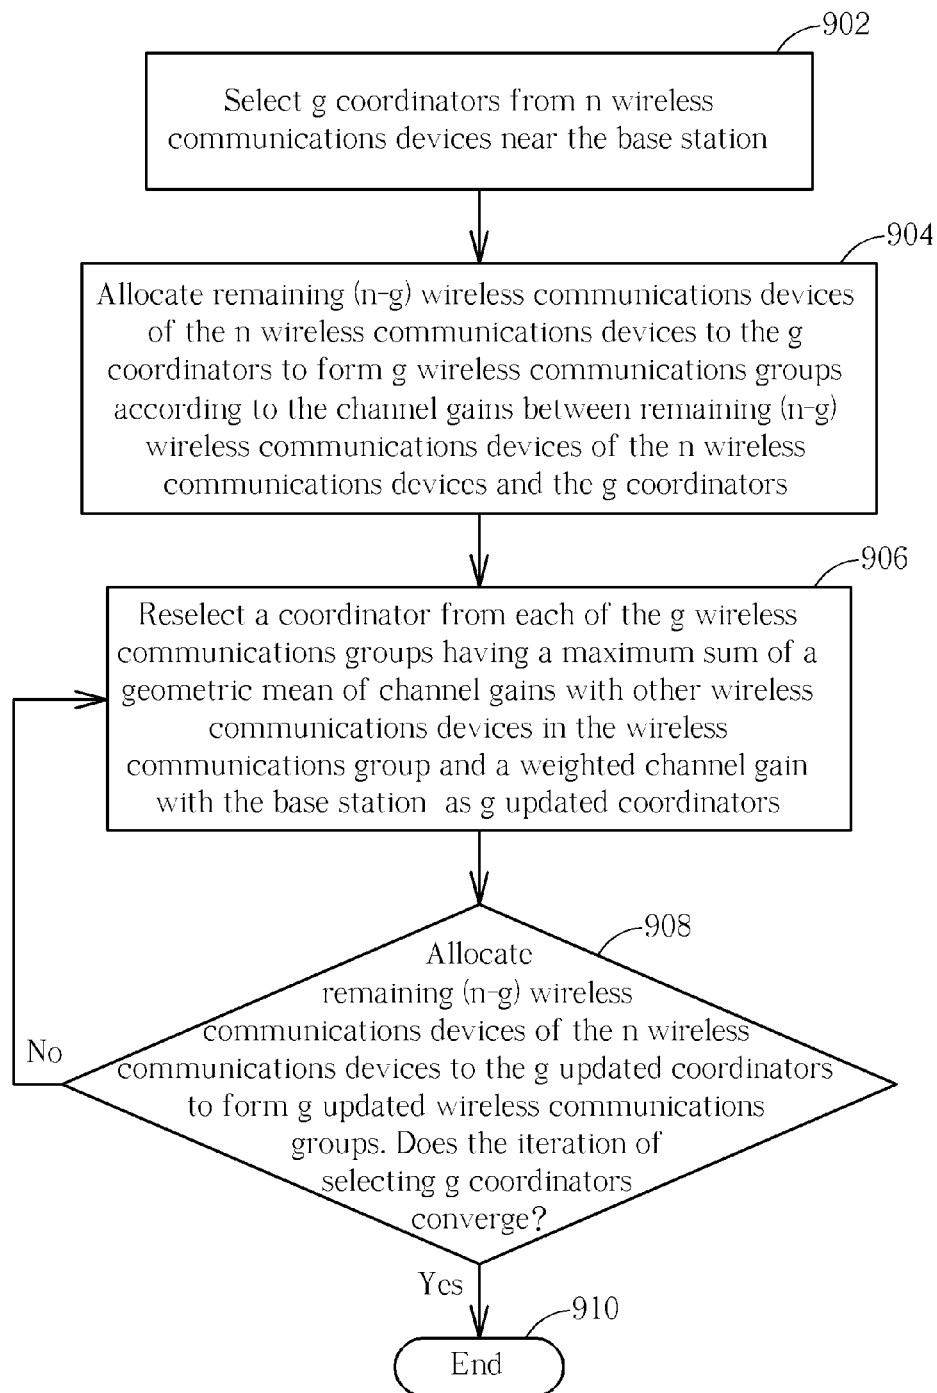 902
Select g coordinators from n wireless
communications devices near the base station
904
Allocate remaining (n-g) wireless communications devices
of the n wireless communications devices to the g
coordinators to form g wireless communications groups
according to the channel gains between remaining (n-g)
wireless communications devices of the n wireless
communications devices and the g coordinators
906
Reselect a coordinator from each of the g wireless
communications groups having a maximum sum of a
geometric mean of channel gains with other wireless
communications devices in the wireless
communications group and a weighted channel gain
with the base station as g updated coordinators
908
Allocate
remaining (n-g) wireless
communications devices of the n wireless
communications devices to the g updated coordinators
to form g updated wireless communications
groups. Does the iteration of
selecting g coordinators
converge?
No
Yes
910
End